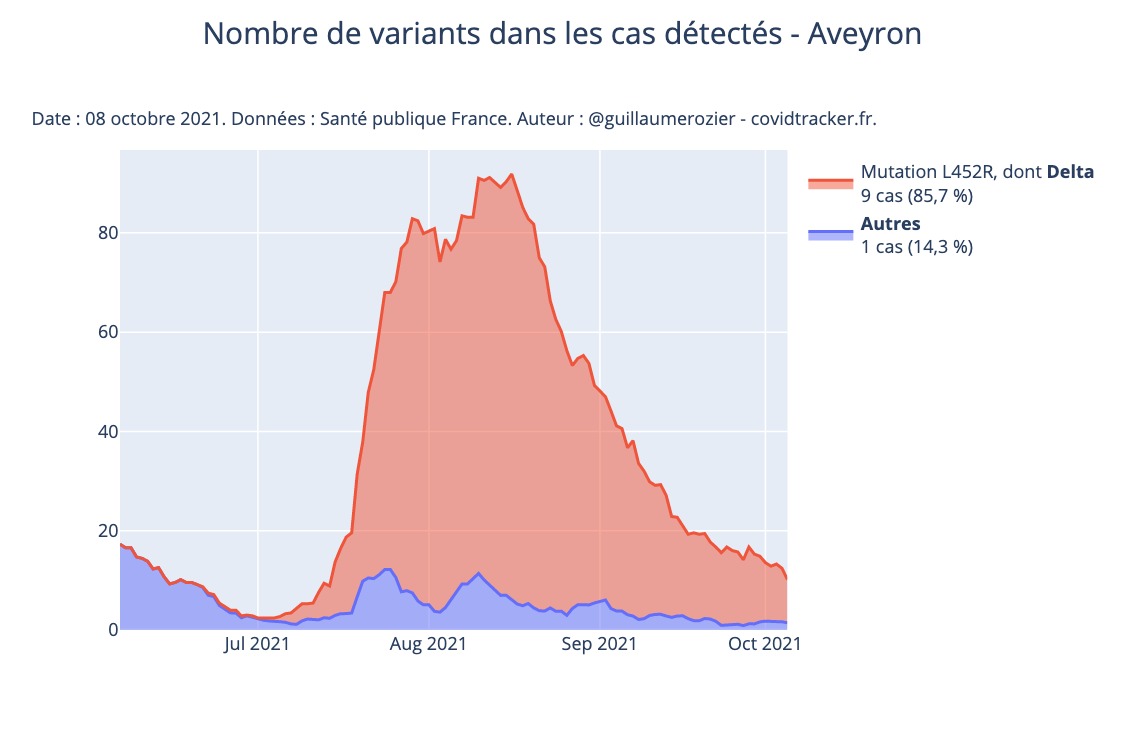 Nombre de variants dans les cas détectés - Aveyron
Date : 08 octobre 2021. Données : Santé publique France. Auteur : @guillaumerozier - covidtracker.fr.
Mutation L452R, dont Delta
9 cas (85,7 %)
Autres
1 cas (14,3 %)
80
60
40
20
0
Jul 2021 Aug 2021 Sep 2021 Oct 2021